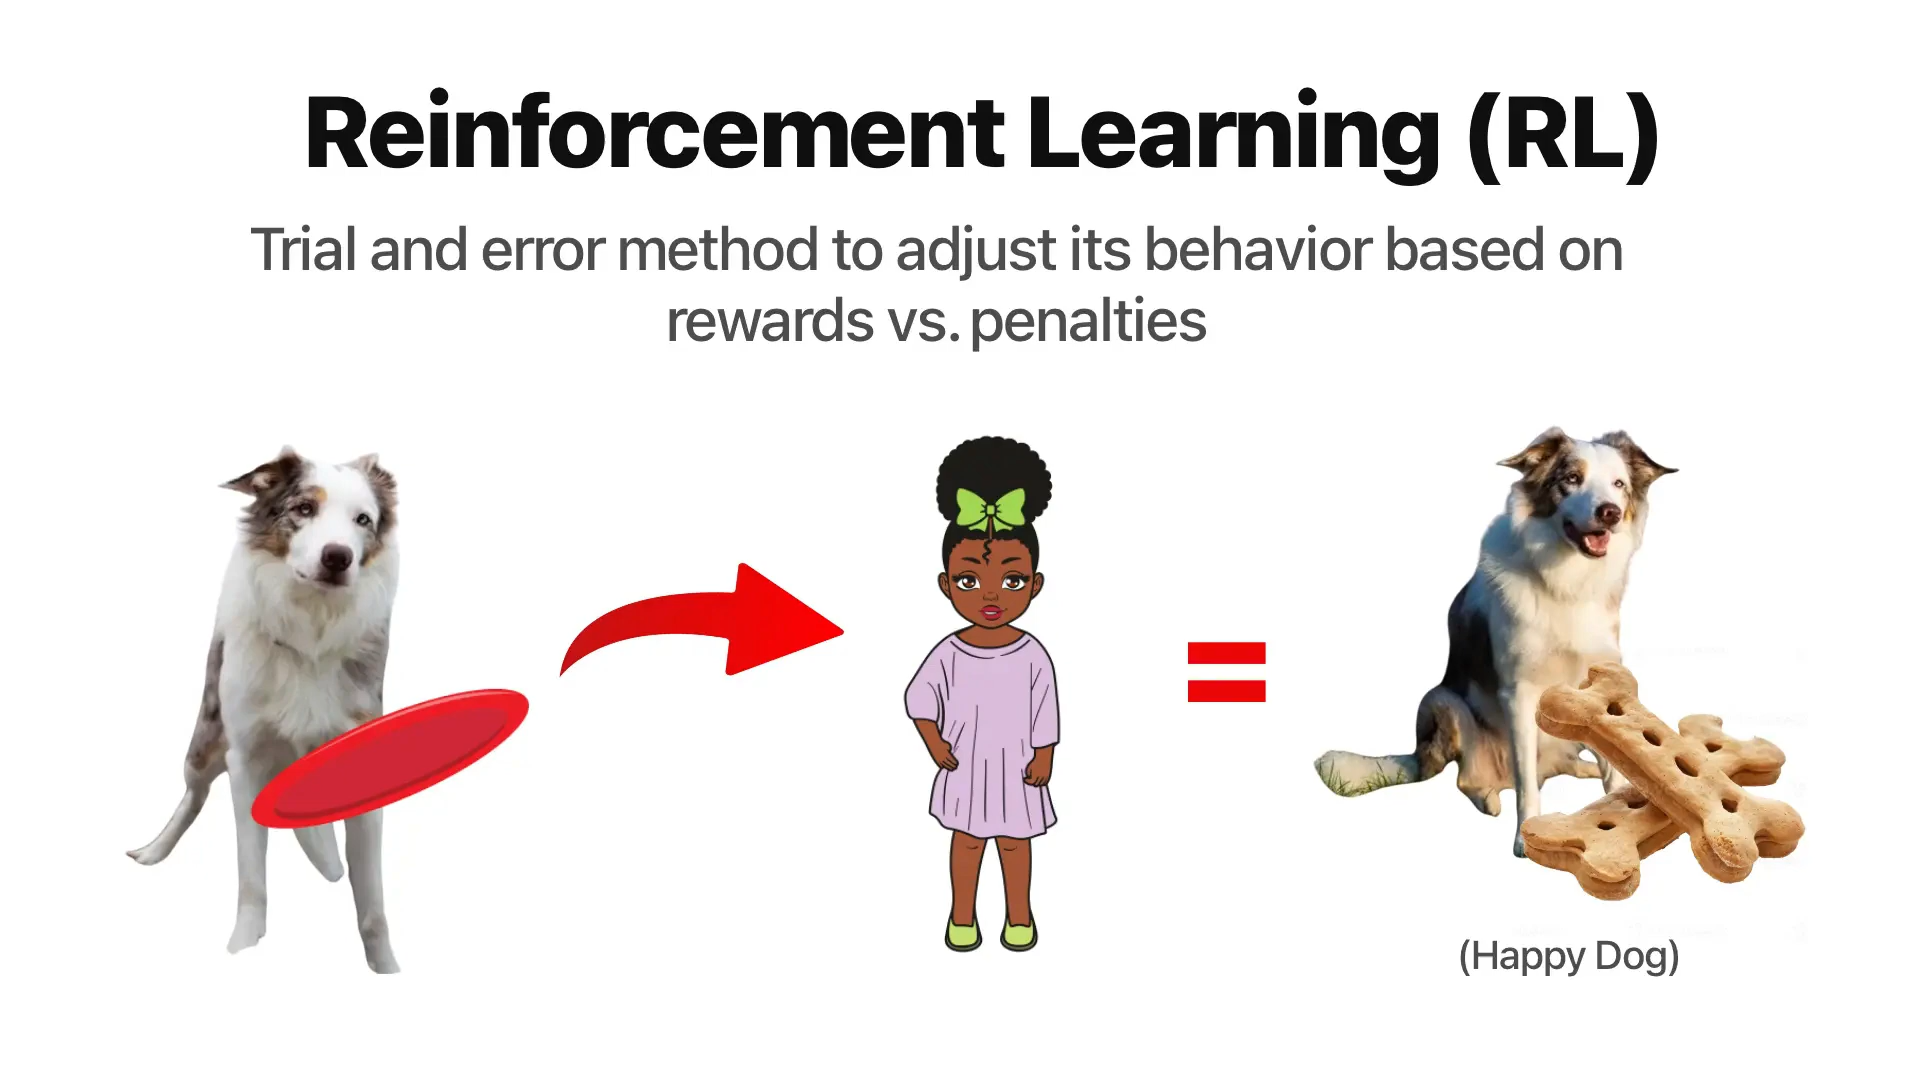 Reinforcement Learning (RL)
Trial and error method to adjust its behavior based on
rewards vs. penalties
(Happy Dog)